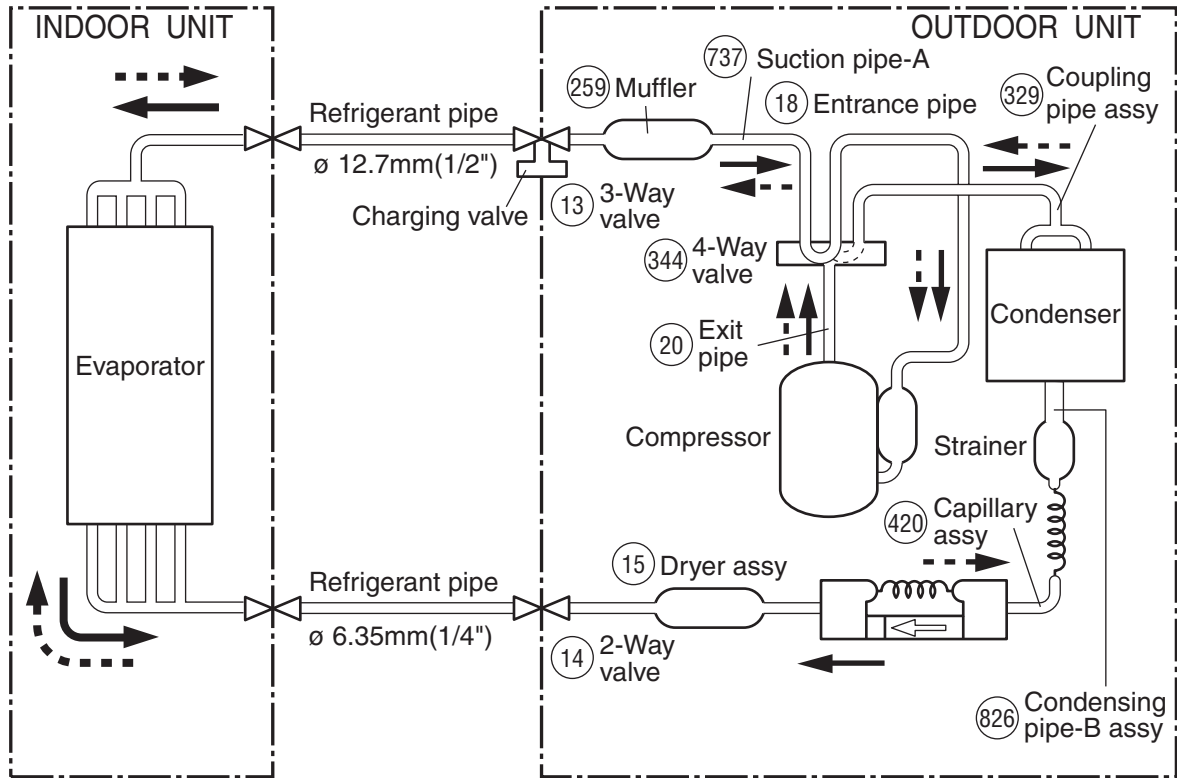 INDOOR UNIT
OUTDOOR UNIT
737 Suction pipe-A
259 Muffler
18 Entrance pipe
329 Coupling
pipe assy
Refrigerant pipe
ø 12.7mm(1/2")
Charging valve
13 3-Way
valve
344 4-Way
valve
20 Exit
pipe
Evaporator
Condenser
Compressor
Strainer
420 Capillary
assy
15 Dryer assy
Refrigerant pipe
ø 6.35mm(1/4")
14 2-Way
valve
826 Condensing
pipe-B assy